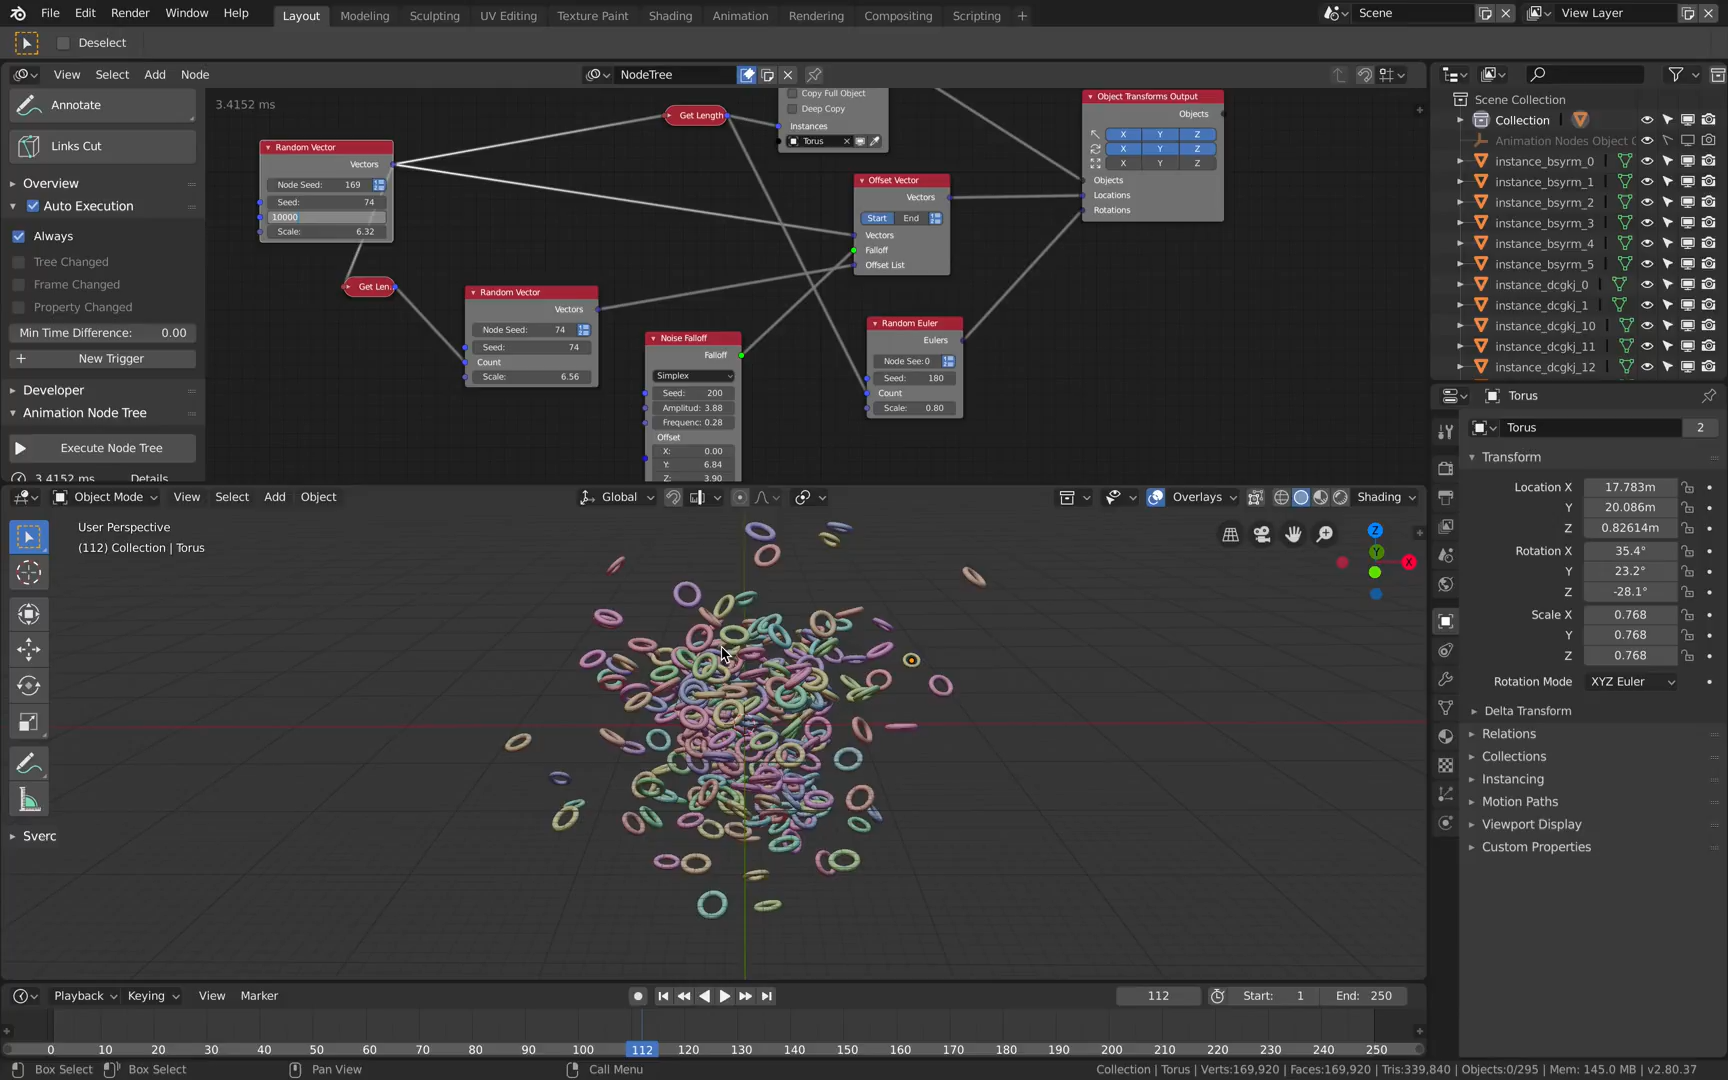 File Edit Render Window Help Layout Modeling Sculpting UV Editing Texture Paint Shading Animation Rendering Compositing Scripting + Scene View Layer
Deselect
View Select Add Node NodeTree
Annotate
Links Cut
Overview
Auto Execution
Always
Tree Changed
Frame Changed
Property Changed
Min Time Difference: 0.00
New Trigger
Developer
Animation Node Tree
Execute Node Tree
3.4152 ms Details
3.4152 ms
Random Vector
Vectors
Node Seed: 169
Seed: 74
10000
Scale: 6.32
Get Len.
Random Vector
Vectors
Node Seed: 74
Seed: 74
Count
Scale: 6.56
Get Length
Copy Full Object
Deep Copy
Instances
Torus
Noise Falloff
Falloff
Simplex
Seed: 200
Amplitud: 3.88
Frequenc: 0.28
Offset
X: 0.00
Y: 6.84
Z: 3.90
Offset Vector
Vectors
Start End
Vectors
Falloff
Offset List
Random Euler
Eulers
Node See: 0
Seed: 180
Count
Scale: 0.80
Object Transforms Output
Objects
X Y Z
X Y Z
X Y Z
Objects
Locations
Rotations
Scene Collection
Collection
instance_bsyrm_0
instance_bsyrm_1
instance_bsyrm_2
instance_bsyrm_3
instance_bsyrm_4
instance_bsyrm_5
instance_dcgkj_0
instance_dcgkj_1
instance_dcgkj_10
instance_dcgkj_11
instance_dcgkj_12
Torus
Torus 2
Transform
Location X 17.783m
Y 20.086m
Z 0.82614m
Rotation X 35.4°
Y 23.2°
Z -28.1°
Scale X 0.768
Y 0.768
Z 0.768
Rotation Mode XYZ Euler
Delta Transform
Relations
Collections
Instancing
Motion Paths
Viewport Display
Custom Properties
Object Mode View Select Add Object Global Overlays Shading
User Perspective
(112) Collection | Torus
Z
Y
X
Sverc
Playback Keying View Marker 112 Start: 1 End: 250
0 10 20 30 40 50 60 70 80 90 100 112 120 130 140 150 160 170 180 190 200 210 220 230 240 250
Box Select Box Select Pan View Call Menu Collection | Torus | Verts:169,920 | Faces:169,920 | Tris:339,840 | Objects:0/295 | Mem: 145.0 MB | v2.80.37